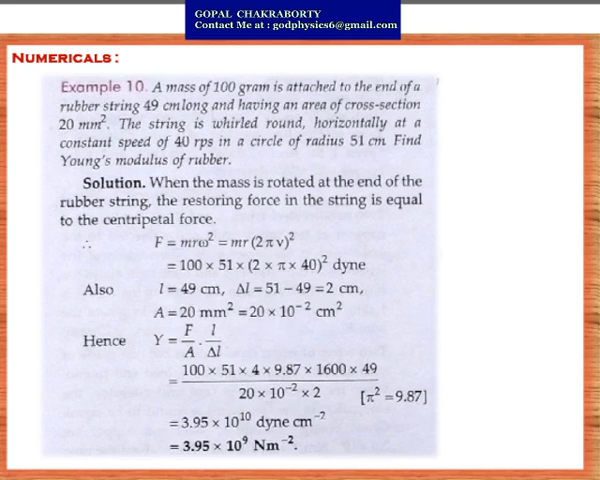 GOPAL CHAKRABORTY
Contact Me at : godphysics6@gmail.com
NUMERICALS :
Example 10. A mass of 100 gram is attached to the end of a
rubber string 49 cm long and having an area of cross-section
20 mm². The string is whirled round, horizontally at a
constant speed of 40 rps in a circle of radius 51 cm. Find
Young's modulus of rubber.
Solution. When the mass is rotated at the end of the
rubber string, the restoring force in the string is equal
to the centripetal force.
∴ F = mrω² = mr (2 π ν)²
= 100 × 51 × (2 × π × 40)² dyne
Also l = 49 cm, Δl = 51 − 49 = 2 cm,
A = 20 mm² = 20 × 10⁻² cm²
Hence Y = F/A · l/Δl
= 100 × 51 × 4 × 9.87 × 1600 × 49 / 20 × 10⁻² × 2 [π² = 9.87]
= 3.95 × 10¹⁰ dyne cm⁻²
= 3.95 × 10⁹ Nm⁻².